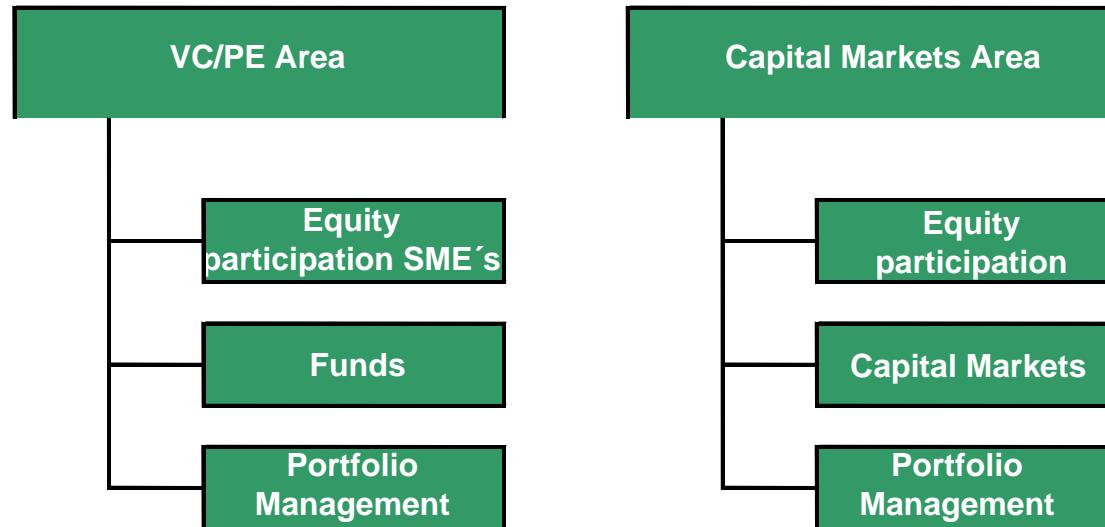 VC/PE Area
Equity
participation SME´s
Funds
Portfolio
Management
Capital Markets Area
Equity
participation
Capital Markets
Portfolio
Management